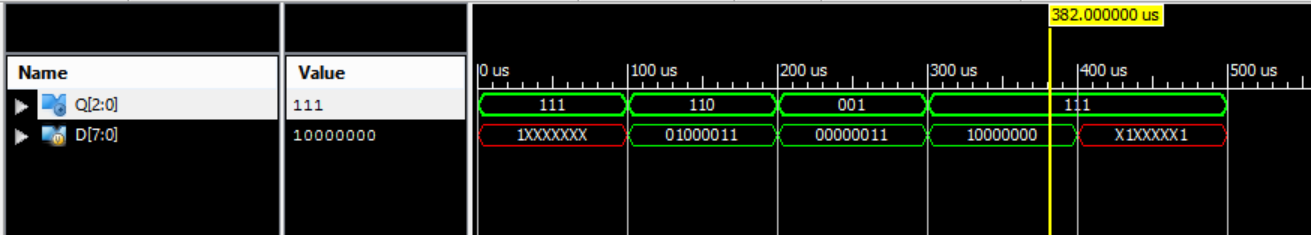 382.000000 us
Name Value 0 us 100 us 200 us 300 us 400 us 500 us
Q[2:0] 111 111 110 001 111
D[7:0] 10000000 1XXXXXXX 01000011 00000011 10000000 X1XXXXX1